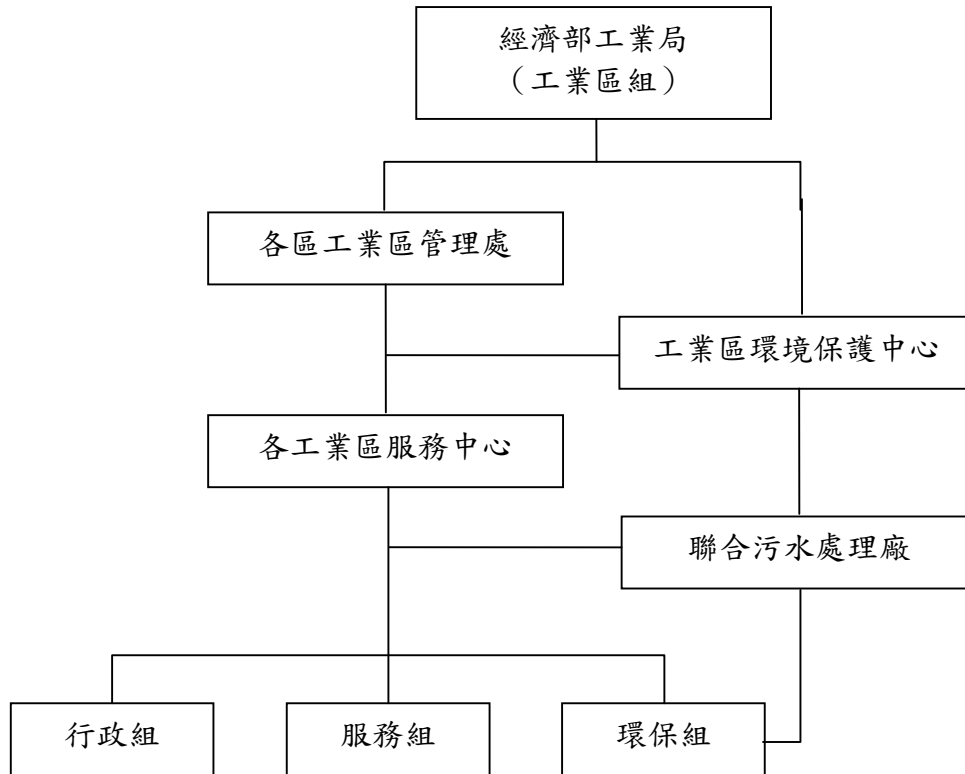 經濟部工業局
（工業區組）
各區工業區管理處
工業區環境保護中心
各工業區服務中心
聯合污水處理廠
行政組
服務組
環保組